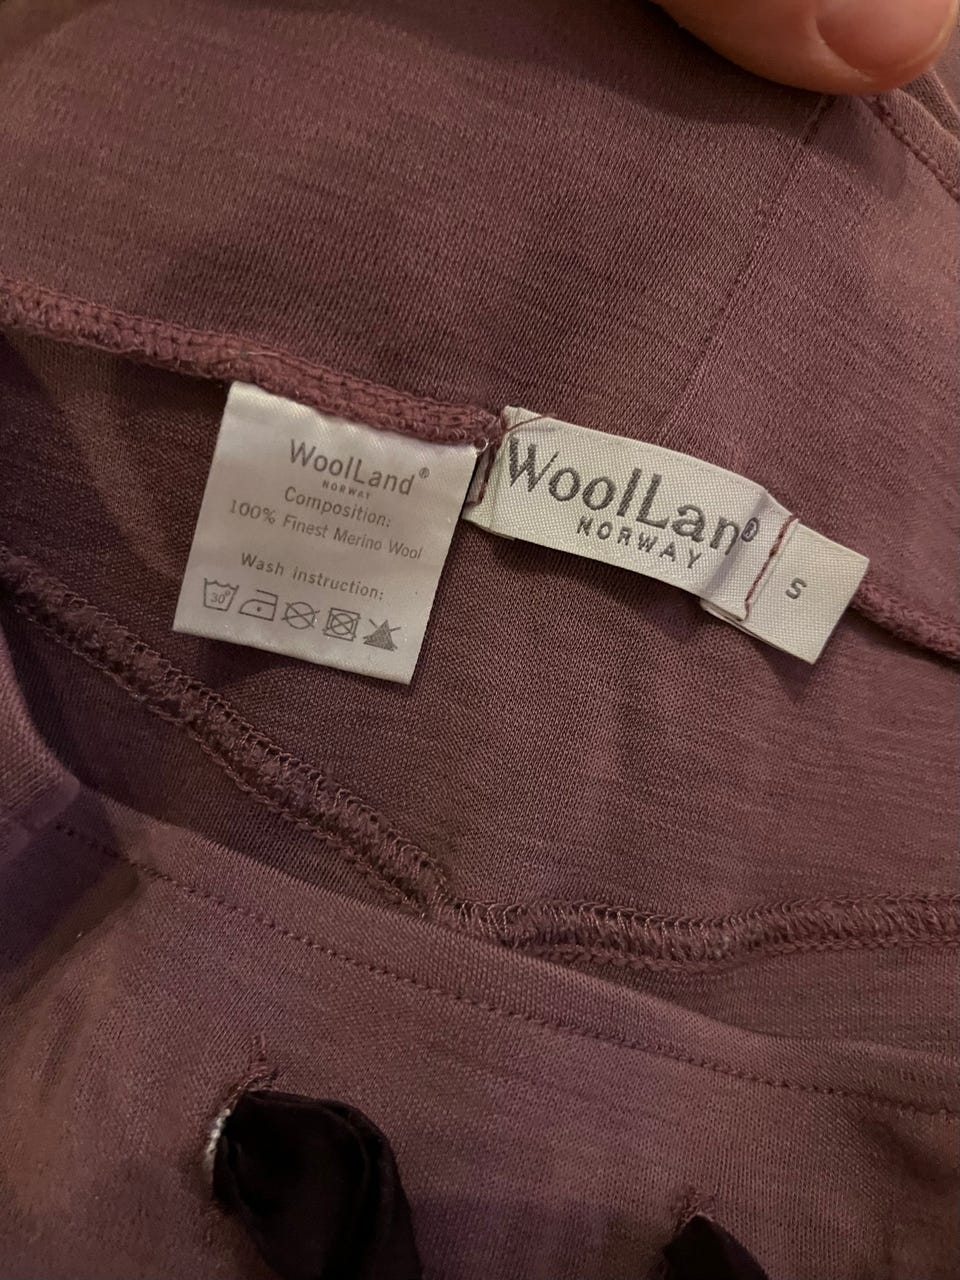 WoolLand®
NORWAY
Composition:
100% Finest Merino Wool
Wash instruction:
30°
WoolLan®
NORWAY
S